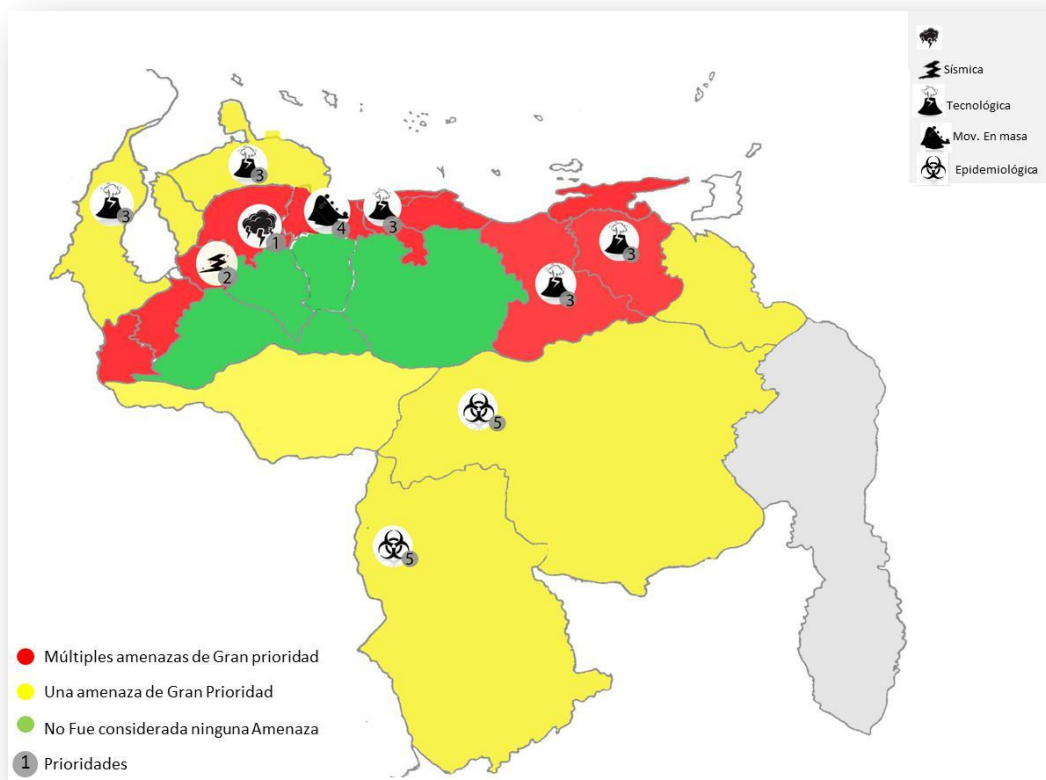 Sísmica
Tecnológica
Mov. En masa
Epidemiológica
3
3
4
3
1
3
2
3
5
5
Múltiples amenazas de Gran prioridad
Una amenaza de Gran Prioridad
No Fue considerada ninguna Amenaza
1 Prioridades